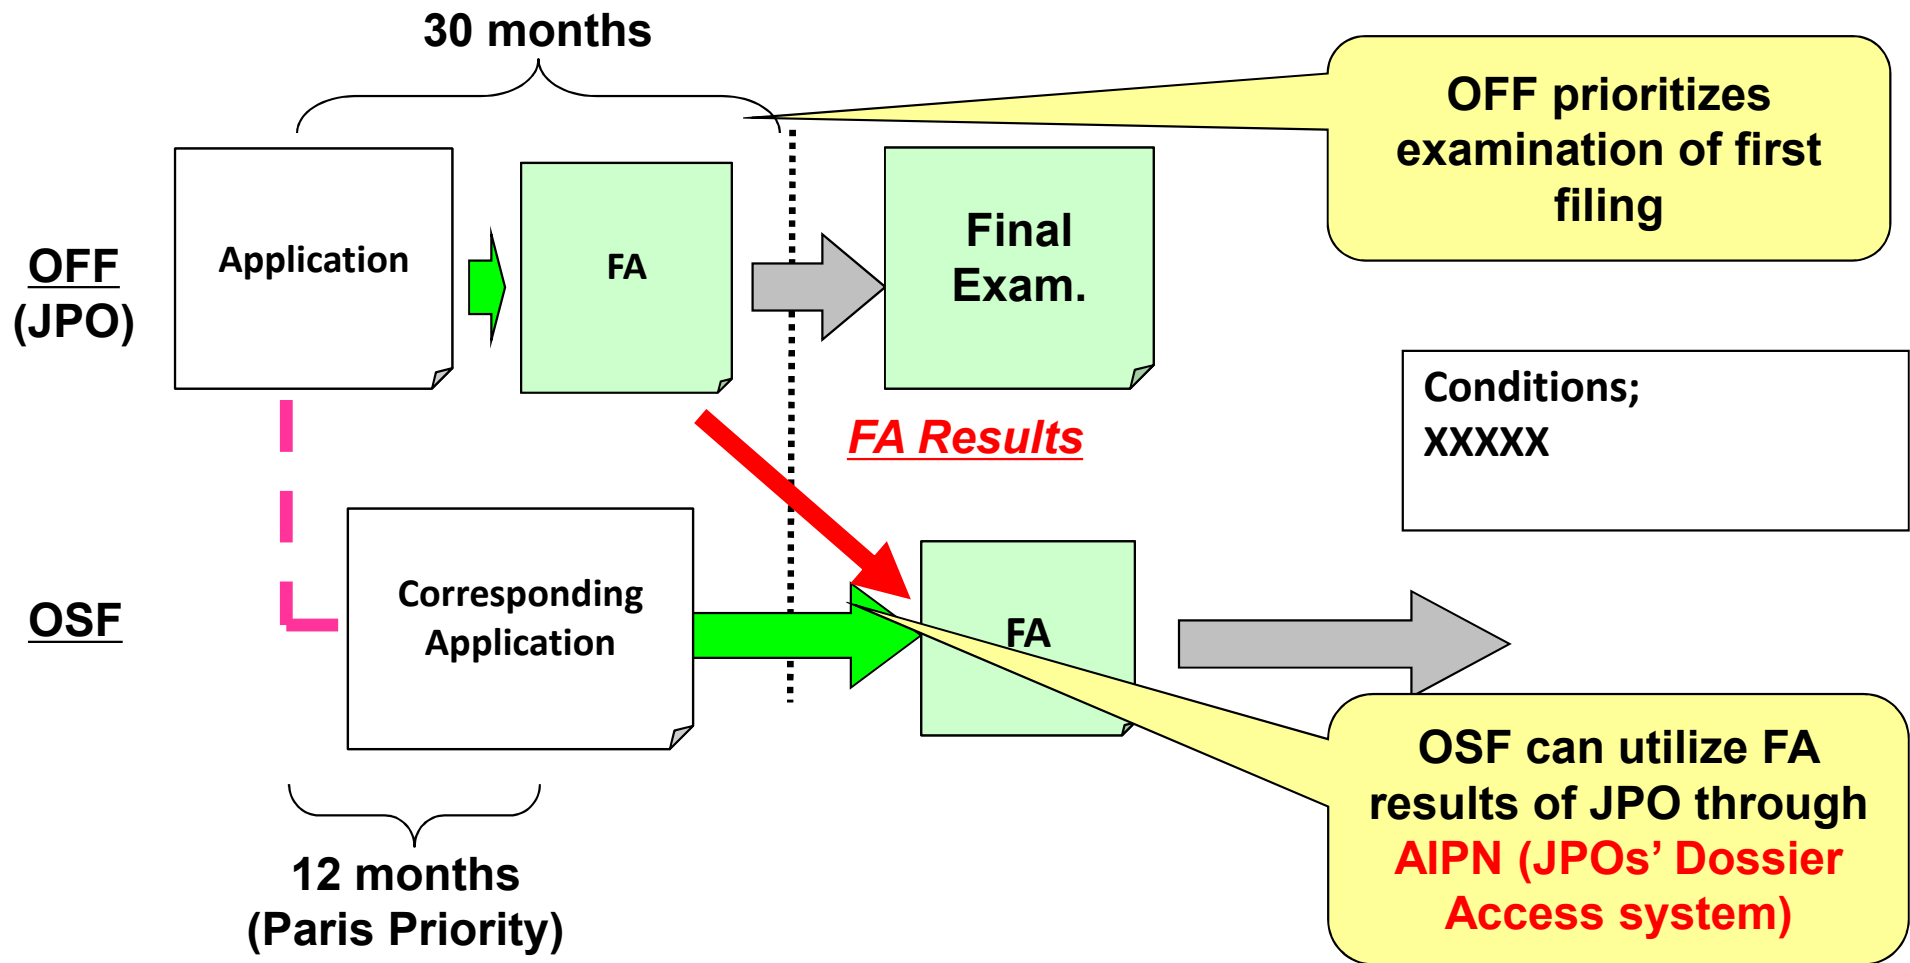 30 months
OFF prioritizes
examination of first
filing
OFF
(JPO)
Application
FA
Final
Exam.
Conditions;
XXXXX
FA Results
OSF
Corresponding
Application
FA
OSF can utilize FA
results of JPO through
AIPN (JPOs’ Dossier
Access system)
12 months
(Paris Priority)